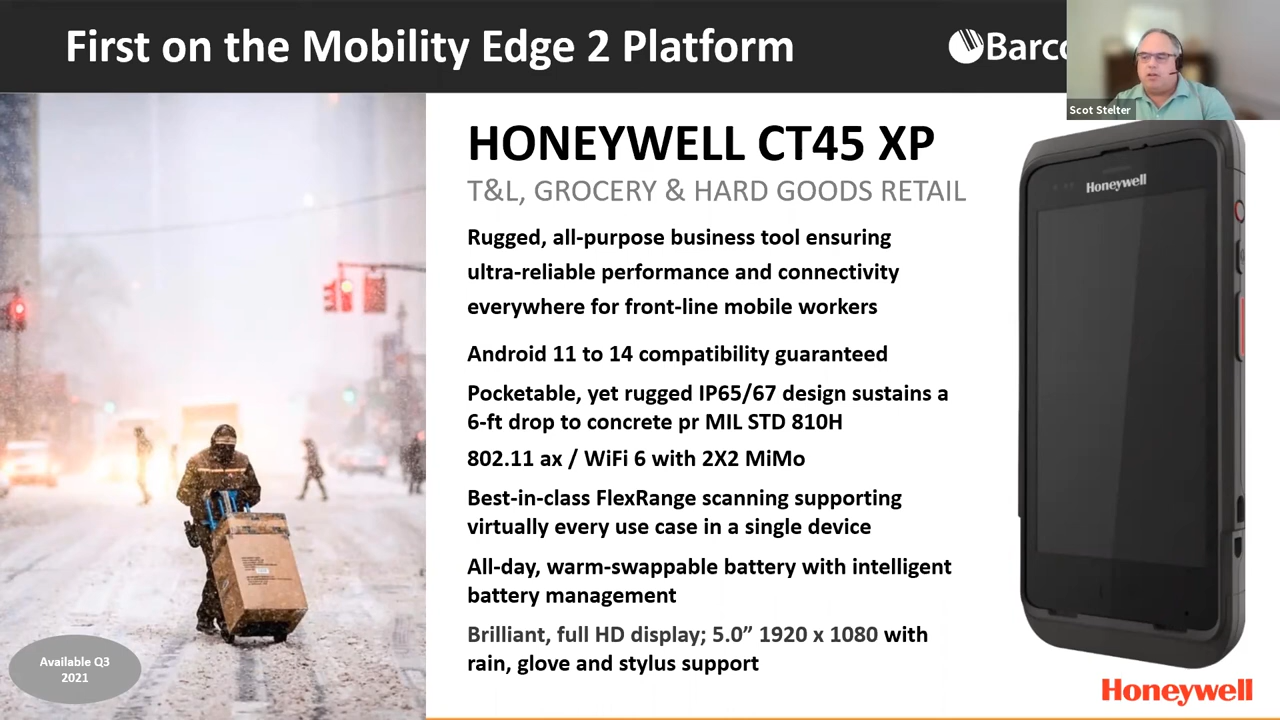 First on the Mobility Edge 2 Platform
Barco
Scot Stelter
HONEYWELL CT45 XP
T&L, GROCERY & HARD GOODS RETAIL
Rugged, all-purpose business tool ensuring
ultra-reliable performance and connectivity
everywhere for front-line mobile workers
Android 11 to 14 compatibility guaranteed
Pocketable, yet rugged IP65/67 design sustains a
6-ft drop to concrete pr MIL STD 810H
802.11 ax / WiFi 6 with 2X2 MiMo
Best-in-class FlexRange scanning supporting
virtually every use case in a single device
All-day, warm-swappable battery with intelligent
battery management
Brilliant, full HD display; 5.0” 1920 x 1080 with
rain, glove and stylus support
Available Q3
2021
Honeywell
Honeywell